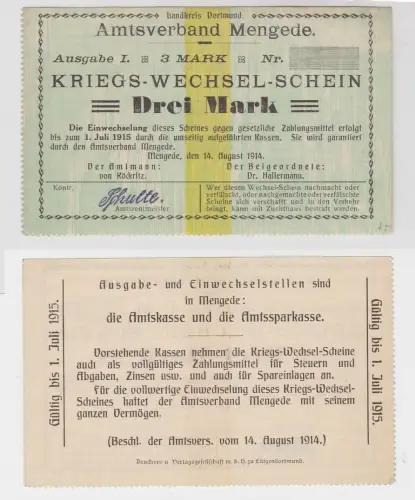 Landkreis Dortmund.
Amtsverband Mengede.
Ausgabe I. 3 MARK Nr.
KRIEGS-WECHSEL-SCHEIN
Drei Mark
Die Einwechselung dieses Scheines gegen gesetzliche Zahlungsmittel erfolgt
bis zum 1. Juli 1915 durch die umseitig aufgeführten Kassen. Sie wird garantiert
durch den Amtsverband Mengede.
Mengede, den 14. August 1914.
Der Amtmann: Der Beigeordnete:
von Köckritz. Dr. Hallermann.
Kontr.
Schulte
Amtsrentmeister.
Wer diesen Wechsel-Schein nachmacht oder
verfälscht, oder nachgemachte oder verfälschte
Scheine sich verschafft und in den Verkehr
bringt, kann mit Zuchthaus bestraft werden.
Gültig bis 1. Juli 1915.
Ausgabe- und Einwechselstellen sind
in Mengede:
die Amtskasse und die Amtssparkasse.
Vorstehende Kassen nehmen die Kriegs-Wechsel-Scheine
auch als vollgültiges Zahlungsmittel für Steuern und
Abgaben, Zinsen usw. und auch für Spareinlagen an.
Für die vollwertige Einwechselung dieses Kriegs-Wechsel-
Scheines haftet der Amtsverband Mengede mit seinem
ganzen Vermögen.
(Beschl. der Amtsvers. vom 14. August 1914.)
Gültig bis 1. Juli 1915.
Druckerei u. Verlagsgesellschaft m. b. H. zu Lütgendortmund.